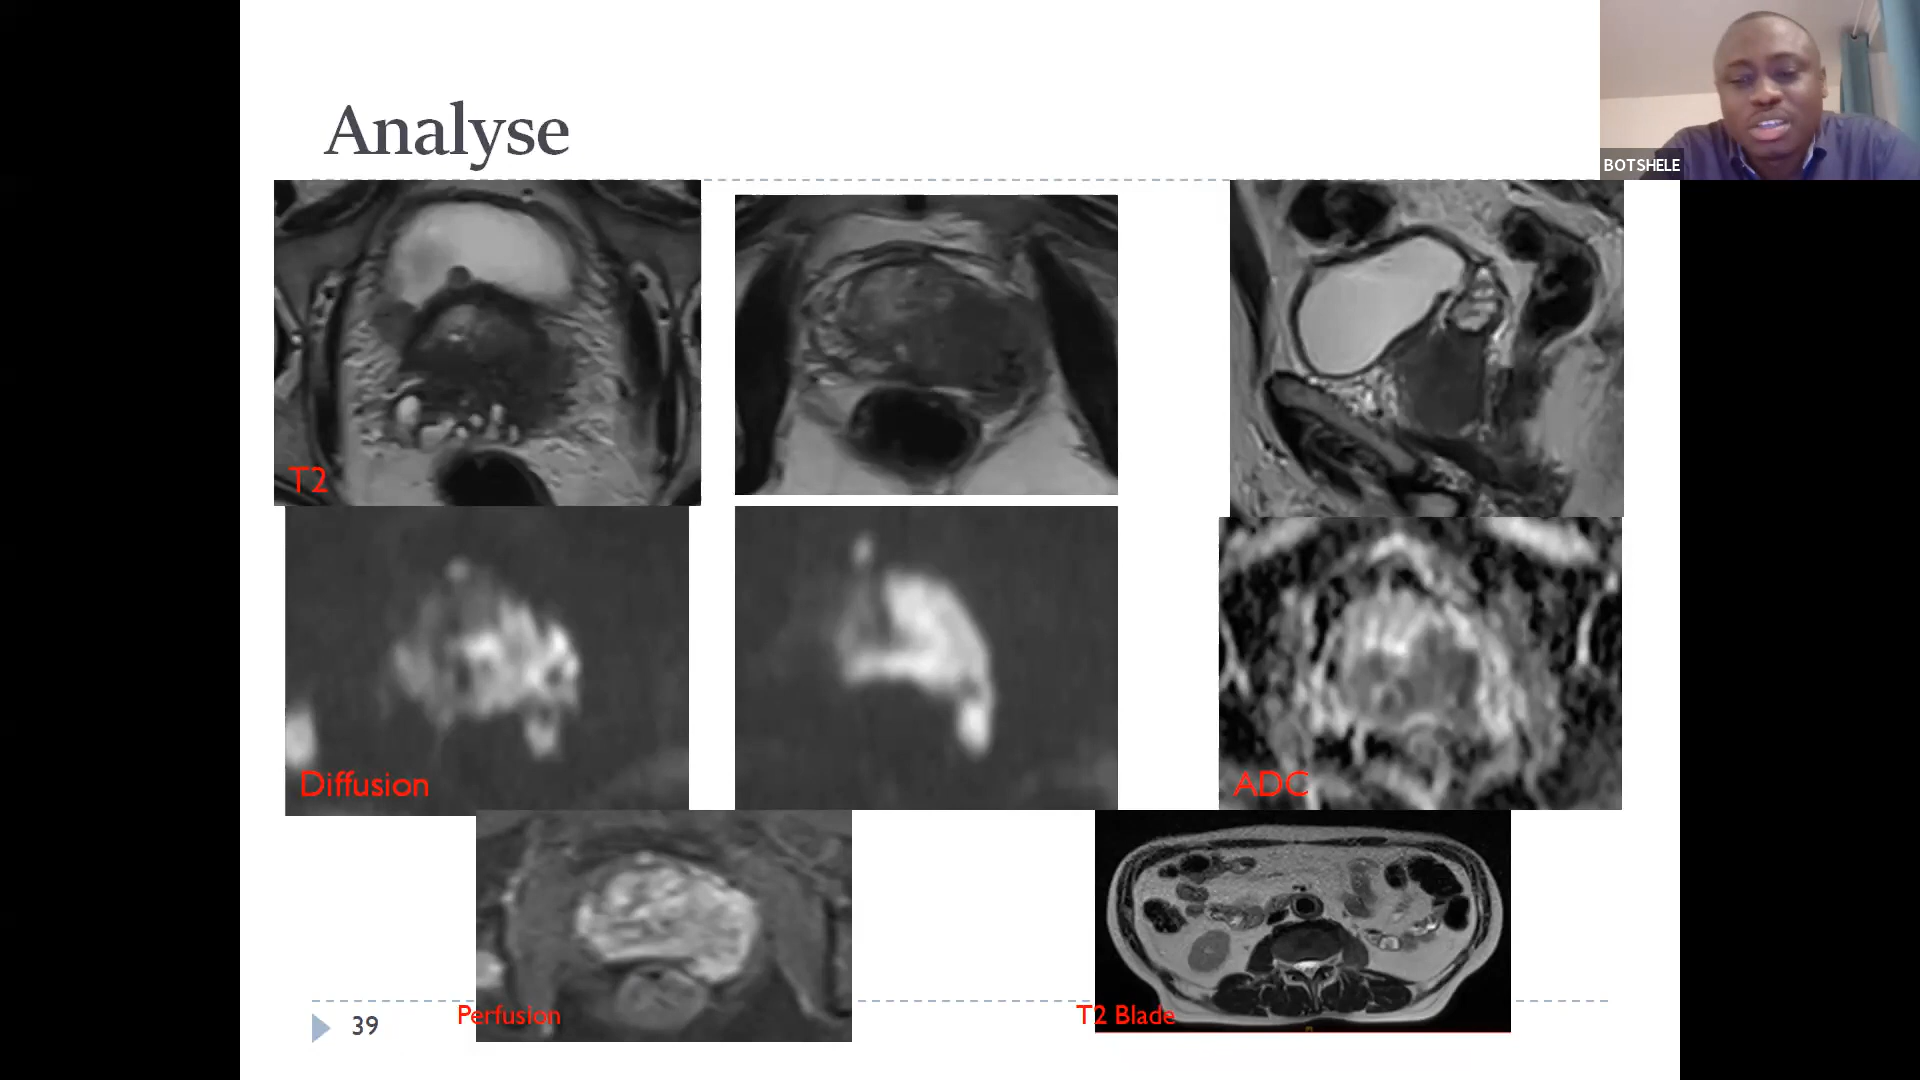 Analyse
BOTSHELE
T2
Diffusion
ADC
Perfusion
T2 Blade
39